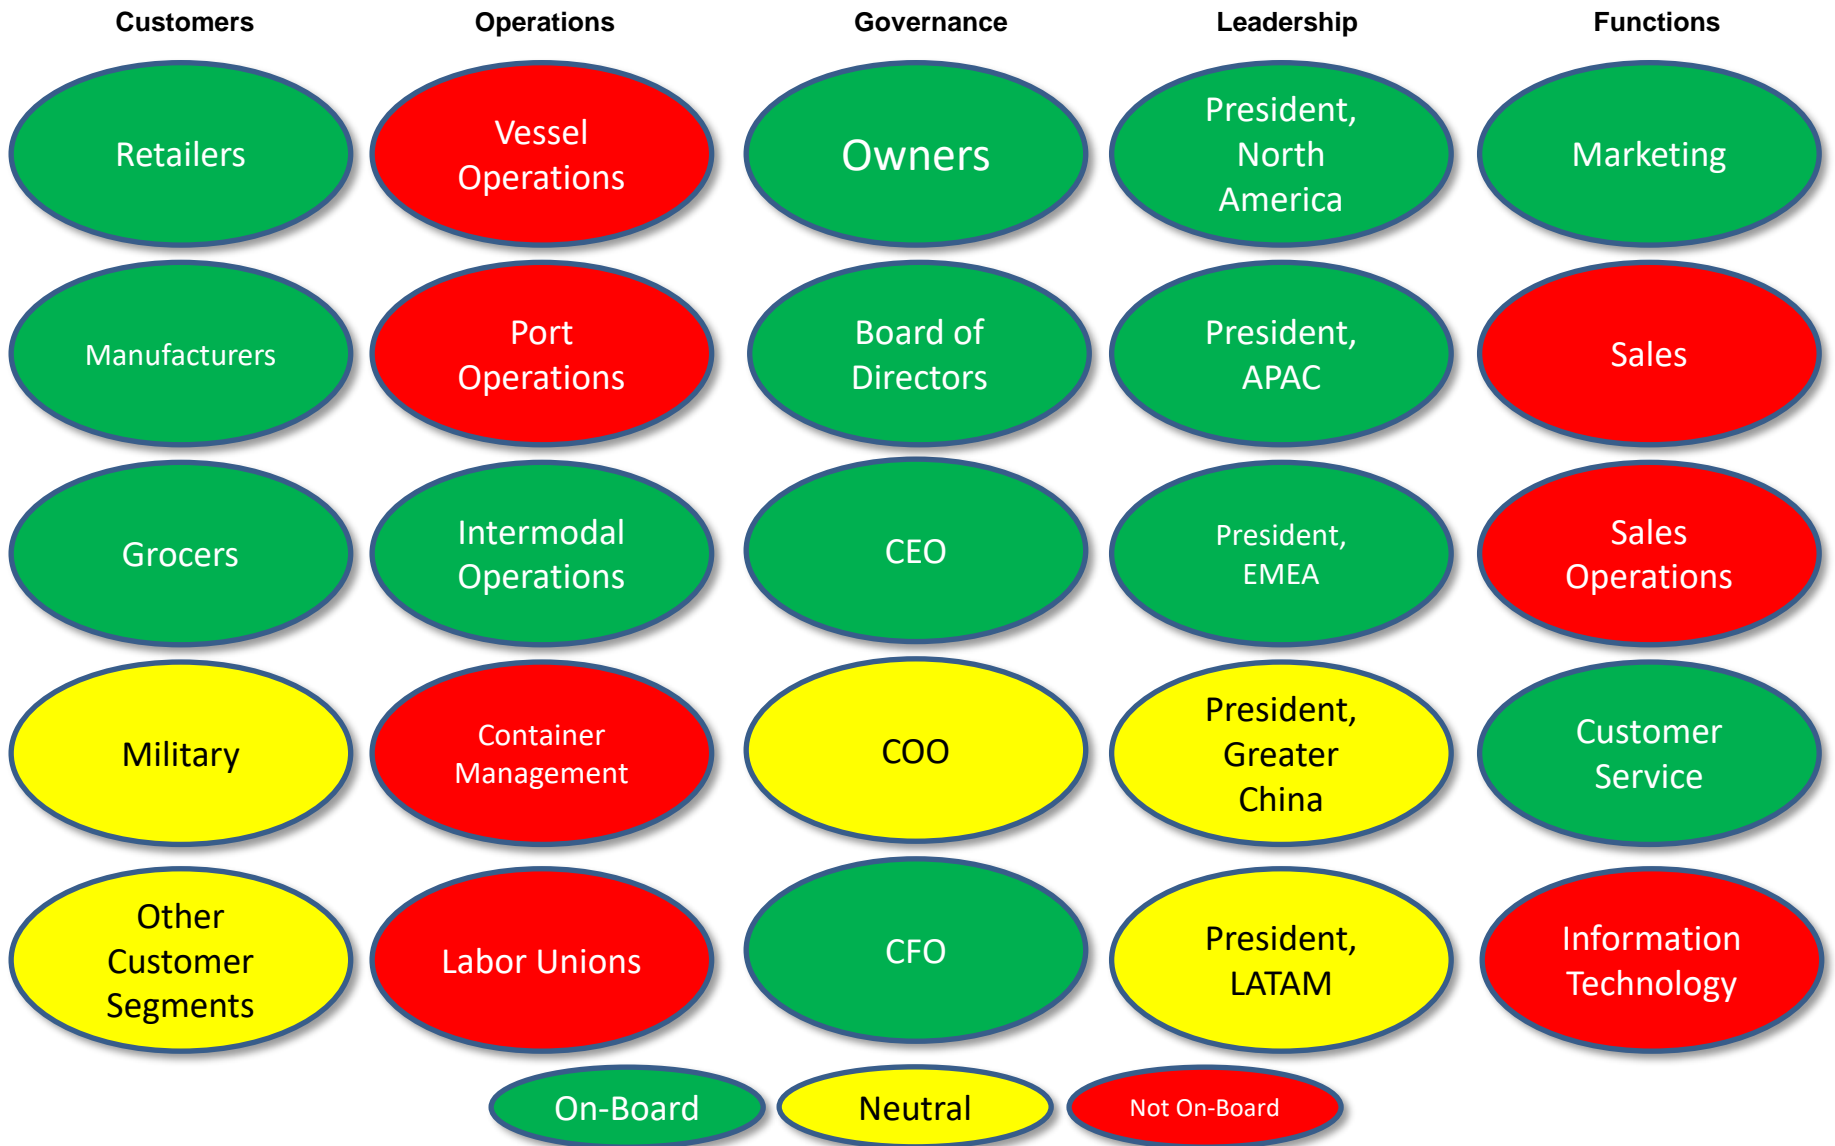 Customers
Operations
Governance
Leadership
Functions
Retailers
Vessel
Operations
Owners
President,
North
America
Marketing
Manufacturers
Port
Operations
Board of
Directors
President,
APAC
Sales
Grocers
Intermodal
Operations
CEO
President,
EMEA
Sales
Operations
Military
Container
Management
COO
President,
Greater
China
Customer
Service
Other
Customer
Segments
Labor Unions
CFO
President,
LATAM
Information
Technology
On-Board
Neutral
Not On-Board